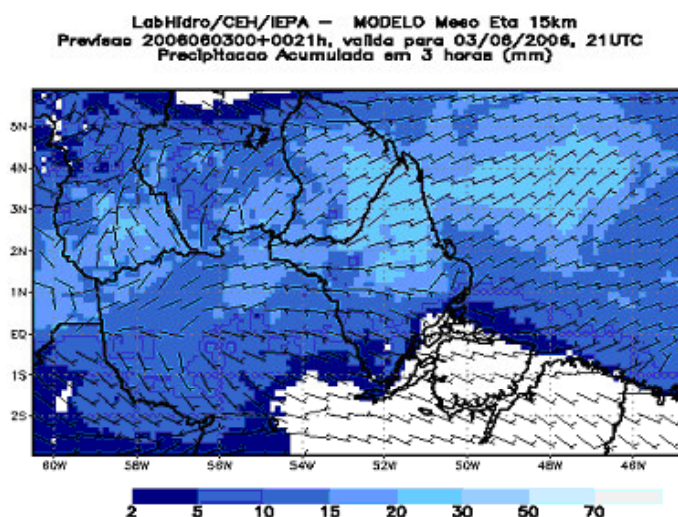 LabHidro/CEH/IEPA – MODELO Meso Eta 15km
Previsao 2006060300+0021h, valida para 03/06/2006, 21UTC
Precipitacao Acumulada em 3 horas (mm)
5N
4N
3N
2N
1N
EQ
1S
2S
60W 58W 56W 54W 52W 50W 48W 46W
2 5 10 15 20 30 50 70